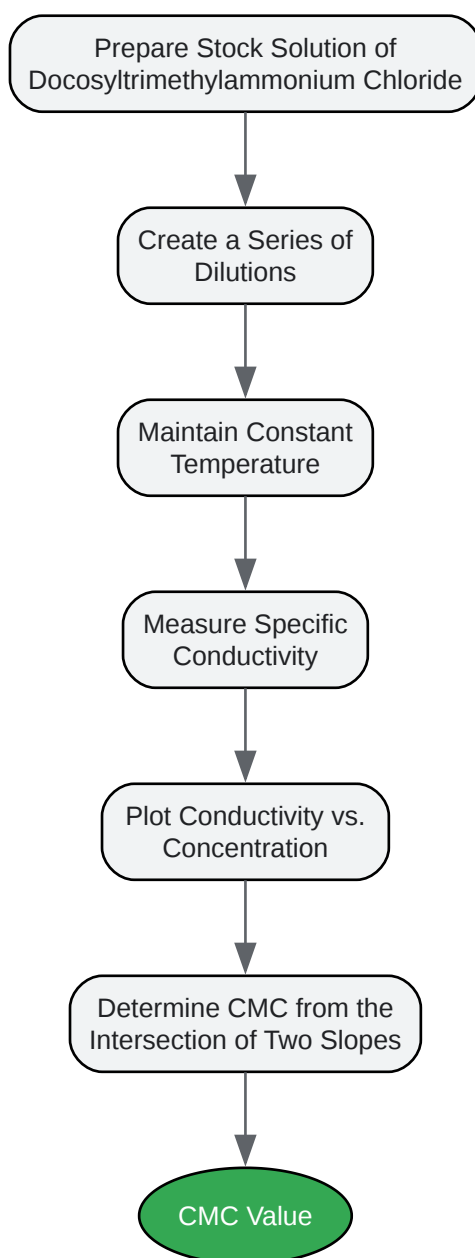 Prepare Stock Solution of
Docosyltrimethylammonium Chloride
Create a Series of
Dilutions
Maintain Constant
Temperature
Measure Specific
Conductivity
Plot Conductivity vs.
Concentration
Determine CMC from the
Intersection of Two Slopes
CMC Value